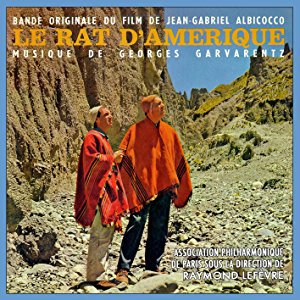 BANDE ORIGINALE DU FILM DE JEAN-GABRIEL ALBICOCCO
LE RAT D'AMERIQUE
MUSIQUE DE GEORGES GARVARENTZ
ASSOCIATION PHILHARMONIQUE
DE PARIS SOUS LA DIRECTION DE
RAYMOND LEFÈVRE